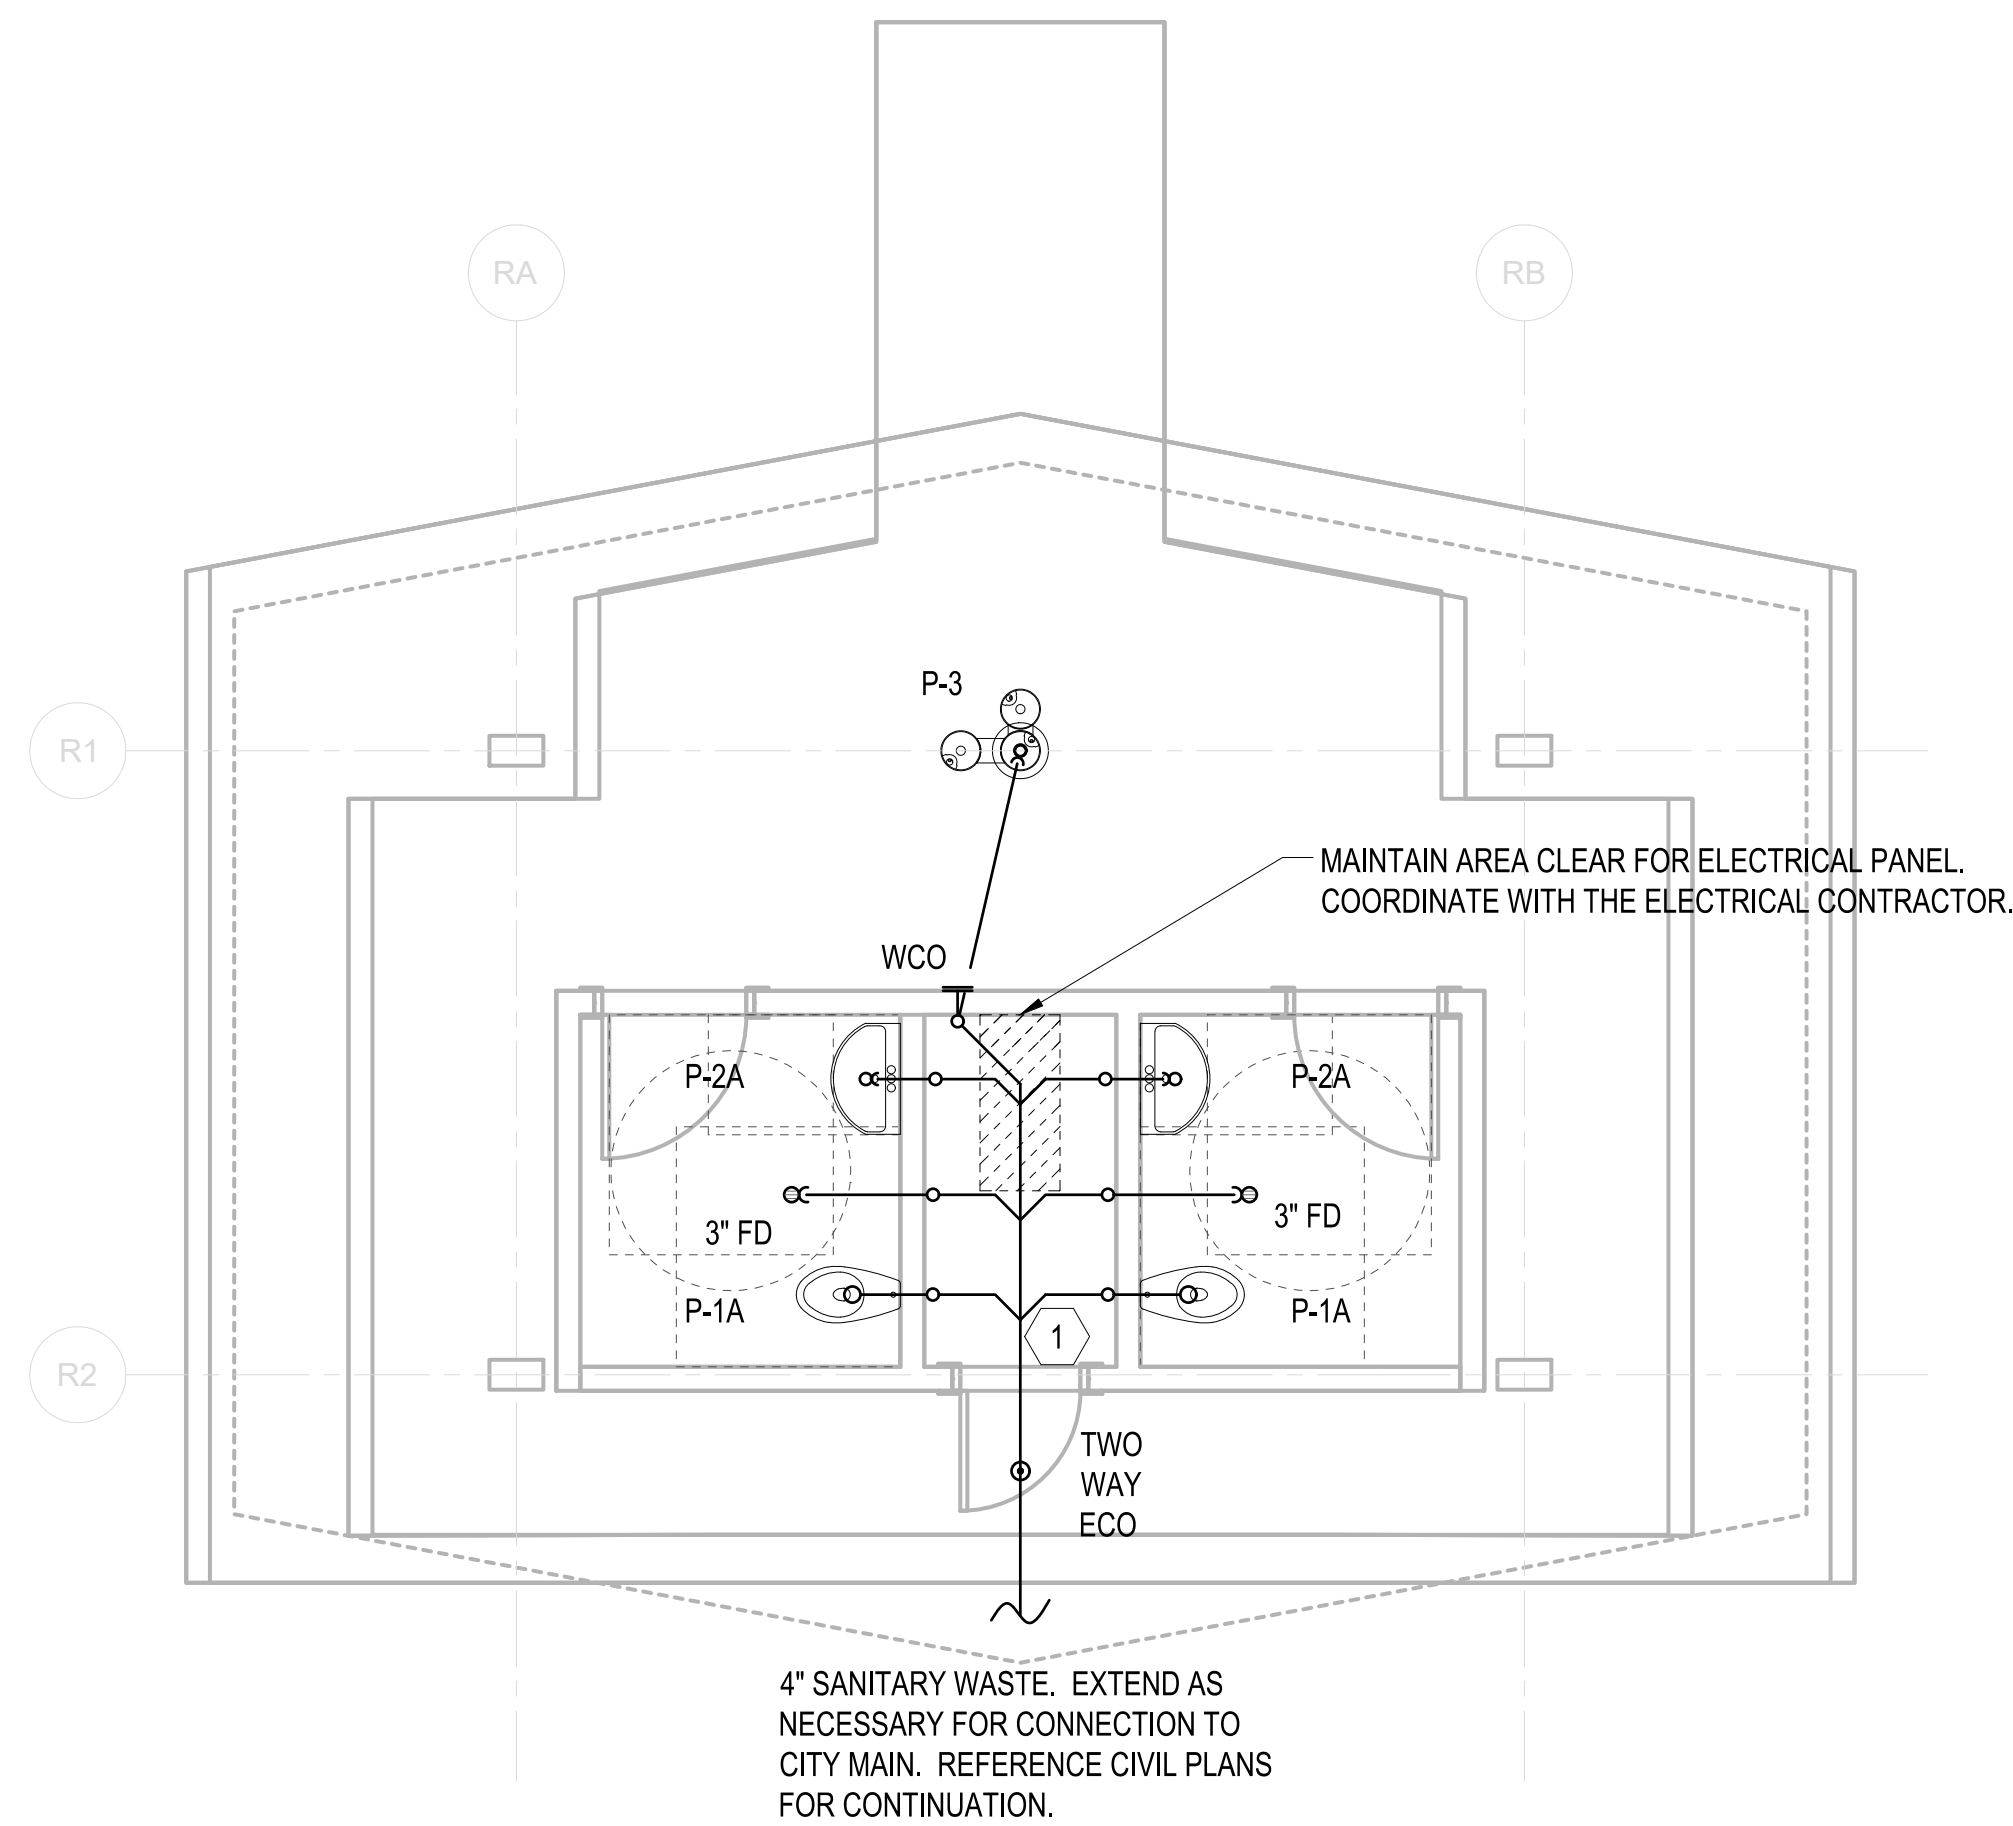 RA
RB
P-3
R1
MAINTAIN AREA CLEAR FOR ELECTRICAL PANEL.
COORDINATE WITH THE ELECTRICAL CONTRACTOR.
WCO
P-2A
P-2A
3" FD
3" FD
P-1A
P-1A
1
R2
TWO
WAY
ECO
4" SANITARY WASTE. EXTEND AS
NECESSARY FOR CONNECTION TO
CITY MAIN. REFERENCE CIVIL PLANS
FOR CONTINUATION.